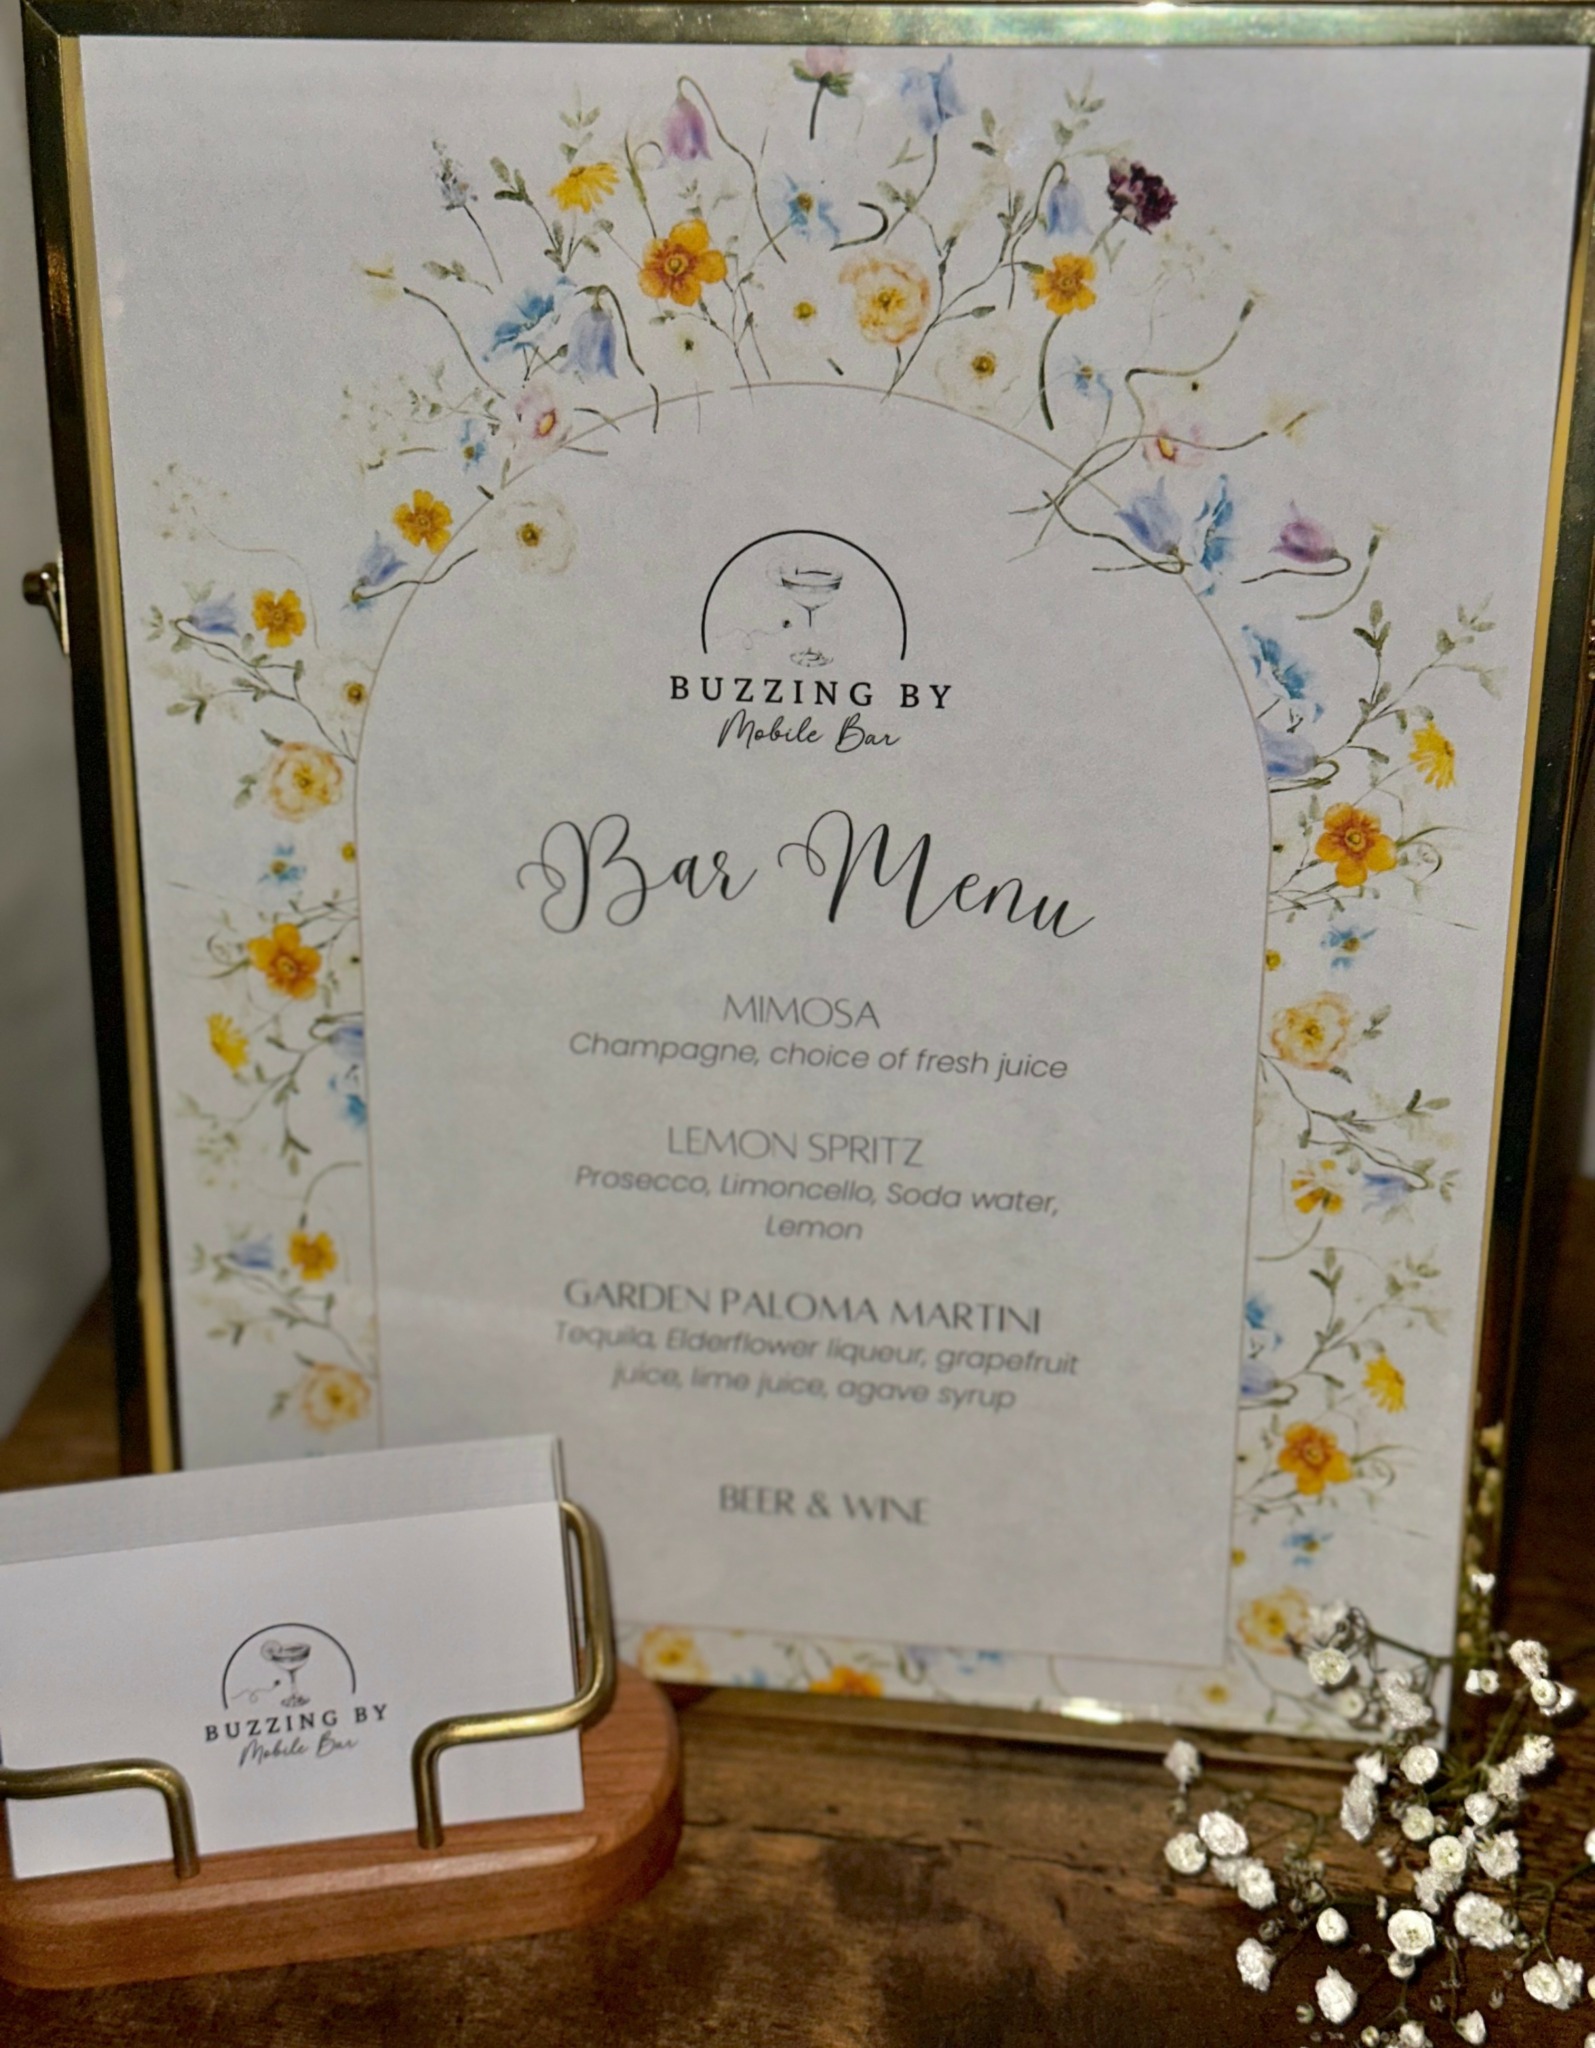 BUZZING BY
Mobile Bar
Bar Menu
MIMOSA
Champagne, choice of fresh juice
LEMON SPRITZ
Prosecco, Limoncello, Soda water,
Lemon
GARDEN PALOMA MARTINI
Tequila, Elderflower liqueur, grapefruit
juice, lime juice, agave syrup
BEER & WINE
BUZZING BY
Mobile Bar